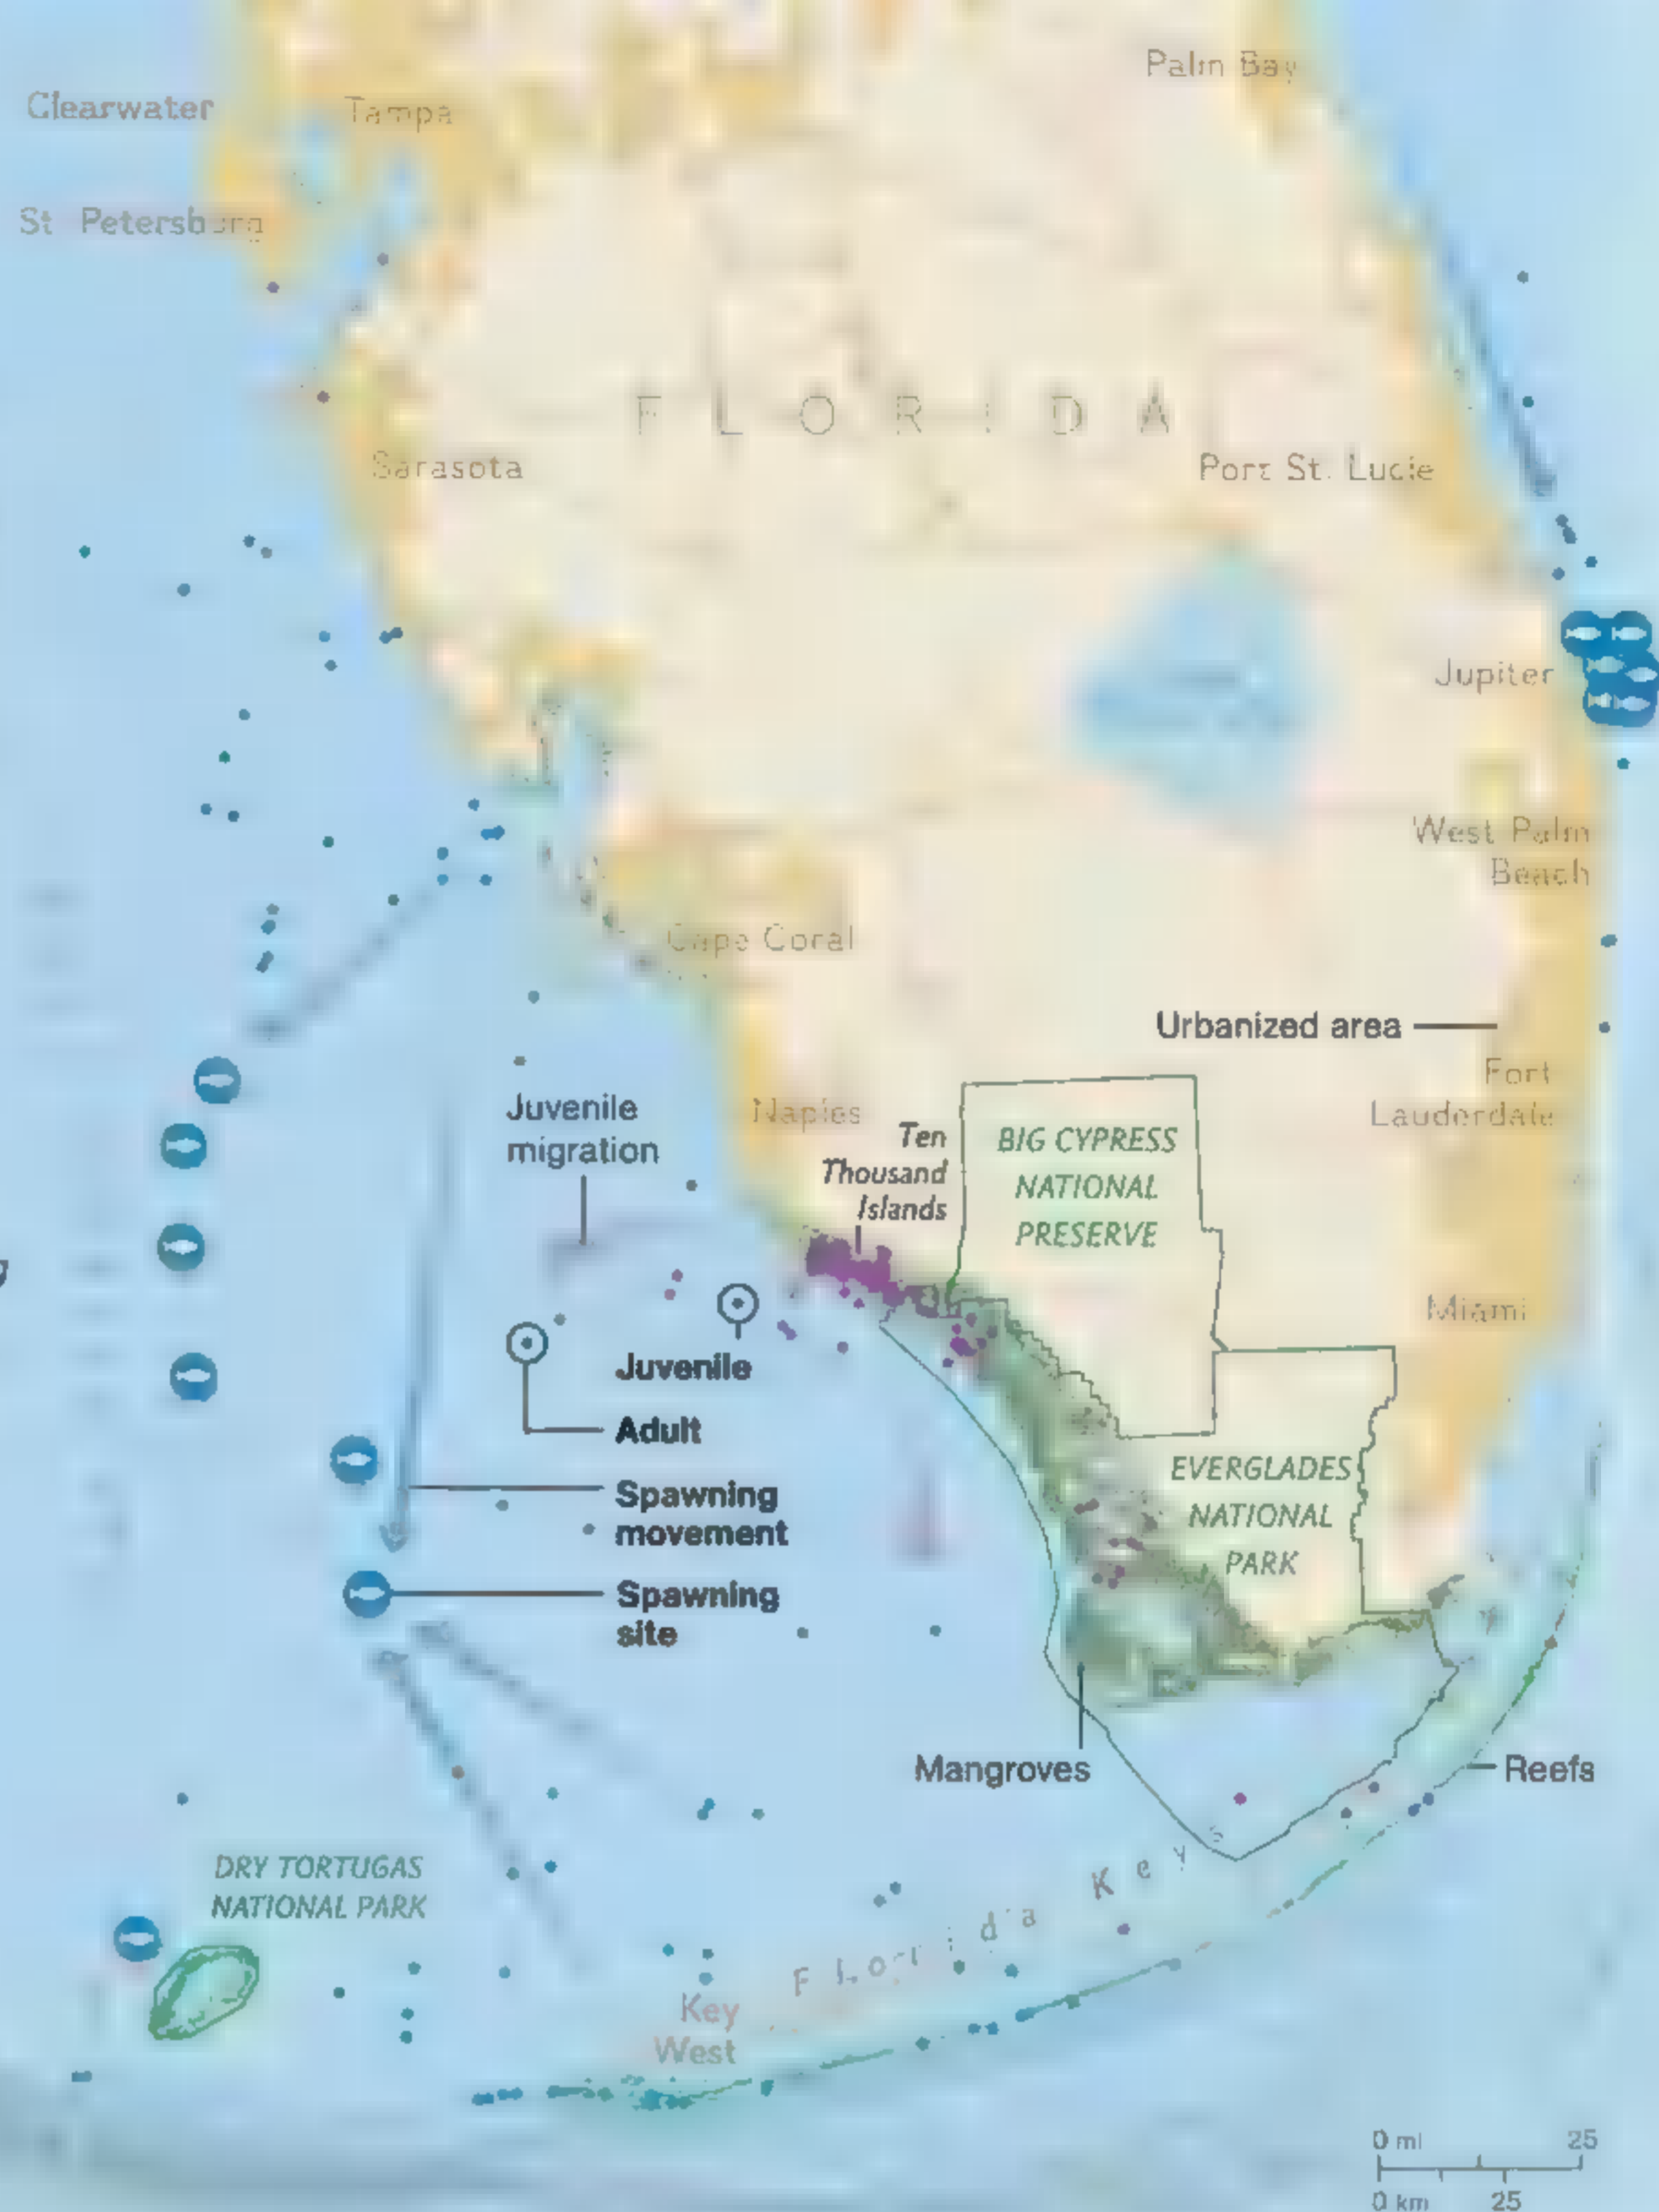 Palm Bay
Clearwater
Tampa
St Petersburg
FLORIDA
Sarasota
Port St. Lucie
Jupiter
West Palm
Beach
Cape Coral
Urbanized area
Fort
Lauderdale
Juvenile
migration
Naples
Ten
Thousand
Islands
BIG CYPRESS
NATIONAL
PRESERVE
Miami
Juvenile
Adult
Spawning
movement
Spawning
site
EVERGLADES
NATIONAL
PARK
Mangroves
Reefs
DRY TORTUGAS
NATIONAL PARK
Florida Keys
Key
West
0 mi 25
0 km 25